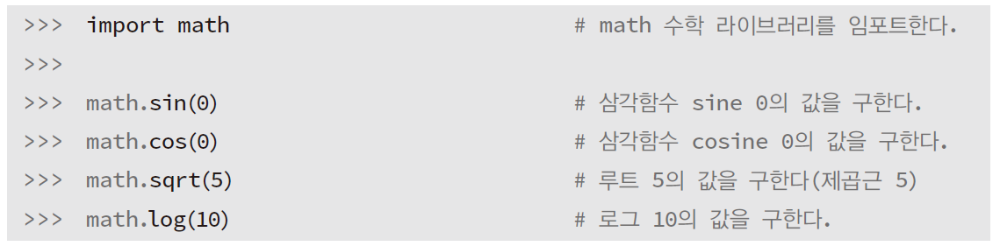 >>> import math # math 수학 라이브러리를 임포트한다.
>>>
>>> math.sin(0) # 삼각함수 sine 0의 값을 구한다.
>>> math.cos(0) # 삼각함수 cosine 0의 값을 구한다.
>>> math.sqrt(5) # 루트 5의 값을 구한다(제곱근 5)
>>> math.log(10) # 로그 10의 값을 구한다.